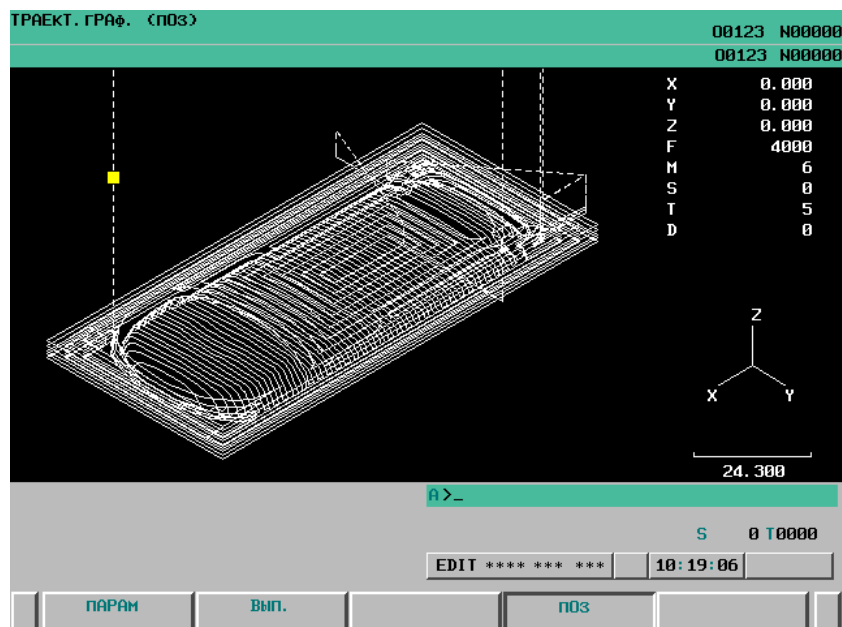 ТРАЕкТ.ГРАф. (ПОз)
O0123 N00000
O0123 N00000
X 0.000
Y 0.000
Z 0.000
F 4000
M 6
S 0
T 5
D 0
Z
X Y
24.300
A>_
S 0 T0000
EDIT **** *** *** 10:19:06
ПАРАМ ВЫП. ПОз